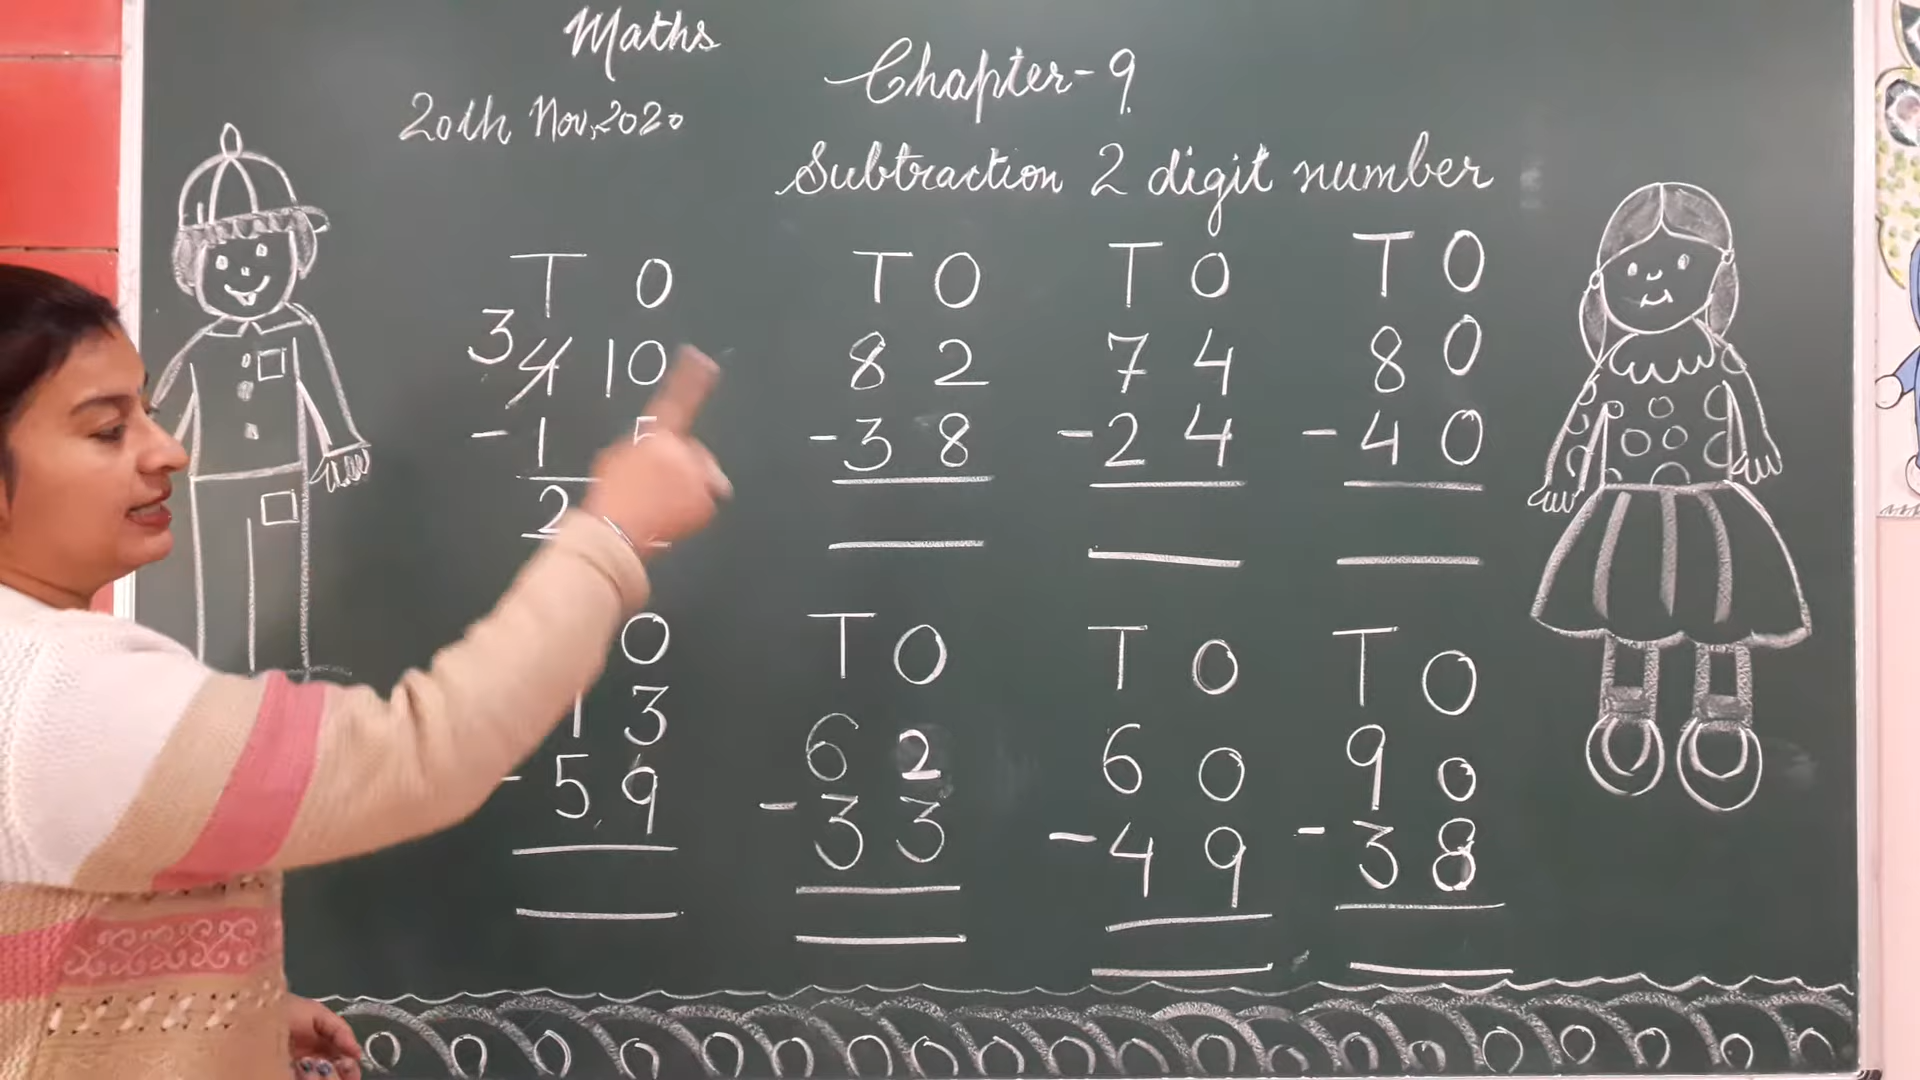 Maths
Chapter-9
20th Nov,2020
Subtraction 2 digit number
T O
3 4 10
- 1 5
2
T O
8 2
- 3 8
T O
7 4
- 2 4
T O
8 0
- 4 0
O
3
- 5 9
T O
6 2
- 3 3
T O
6 0
- 4 9
T O
9 0
- 3 8